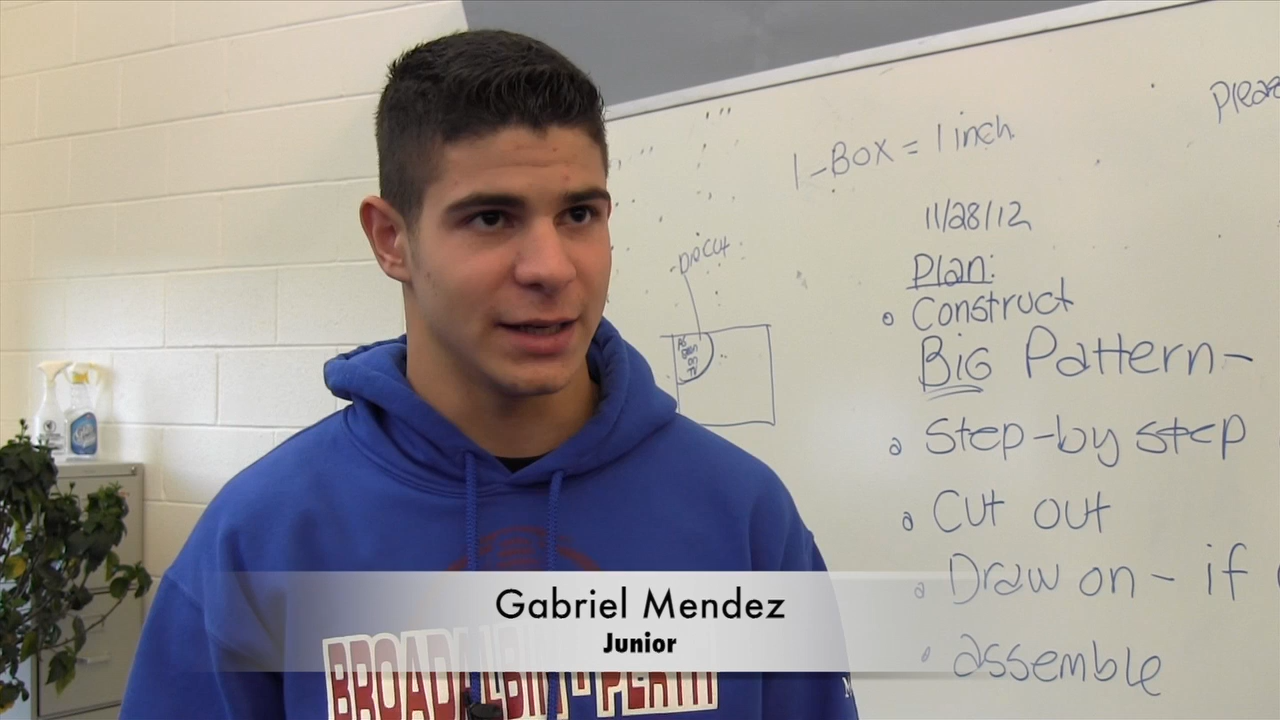 Please
1-BOX = 1 inch
11/28/12
Plan:
Construct
BIG Pattern-
Step-by step
Cut out
Draw on - if
assemble
Gabriel Mendez
Junior